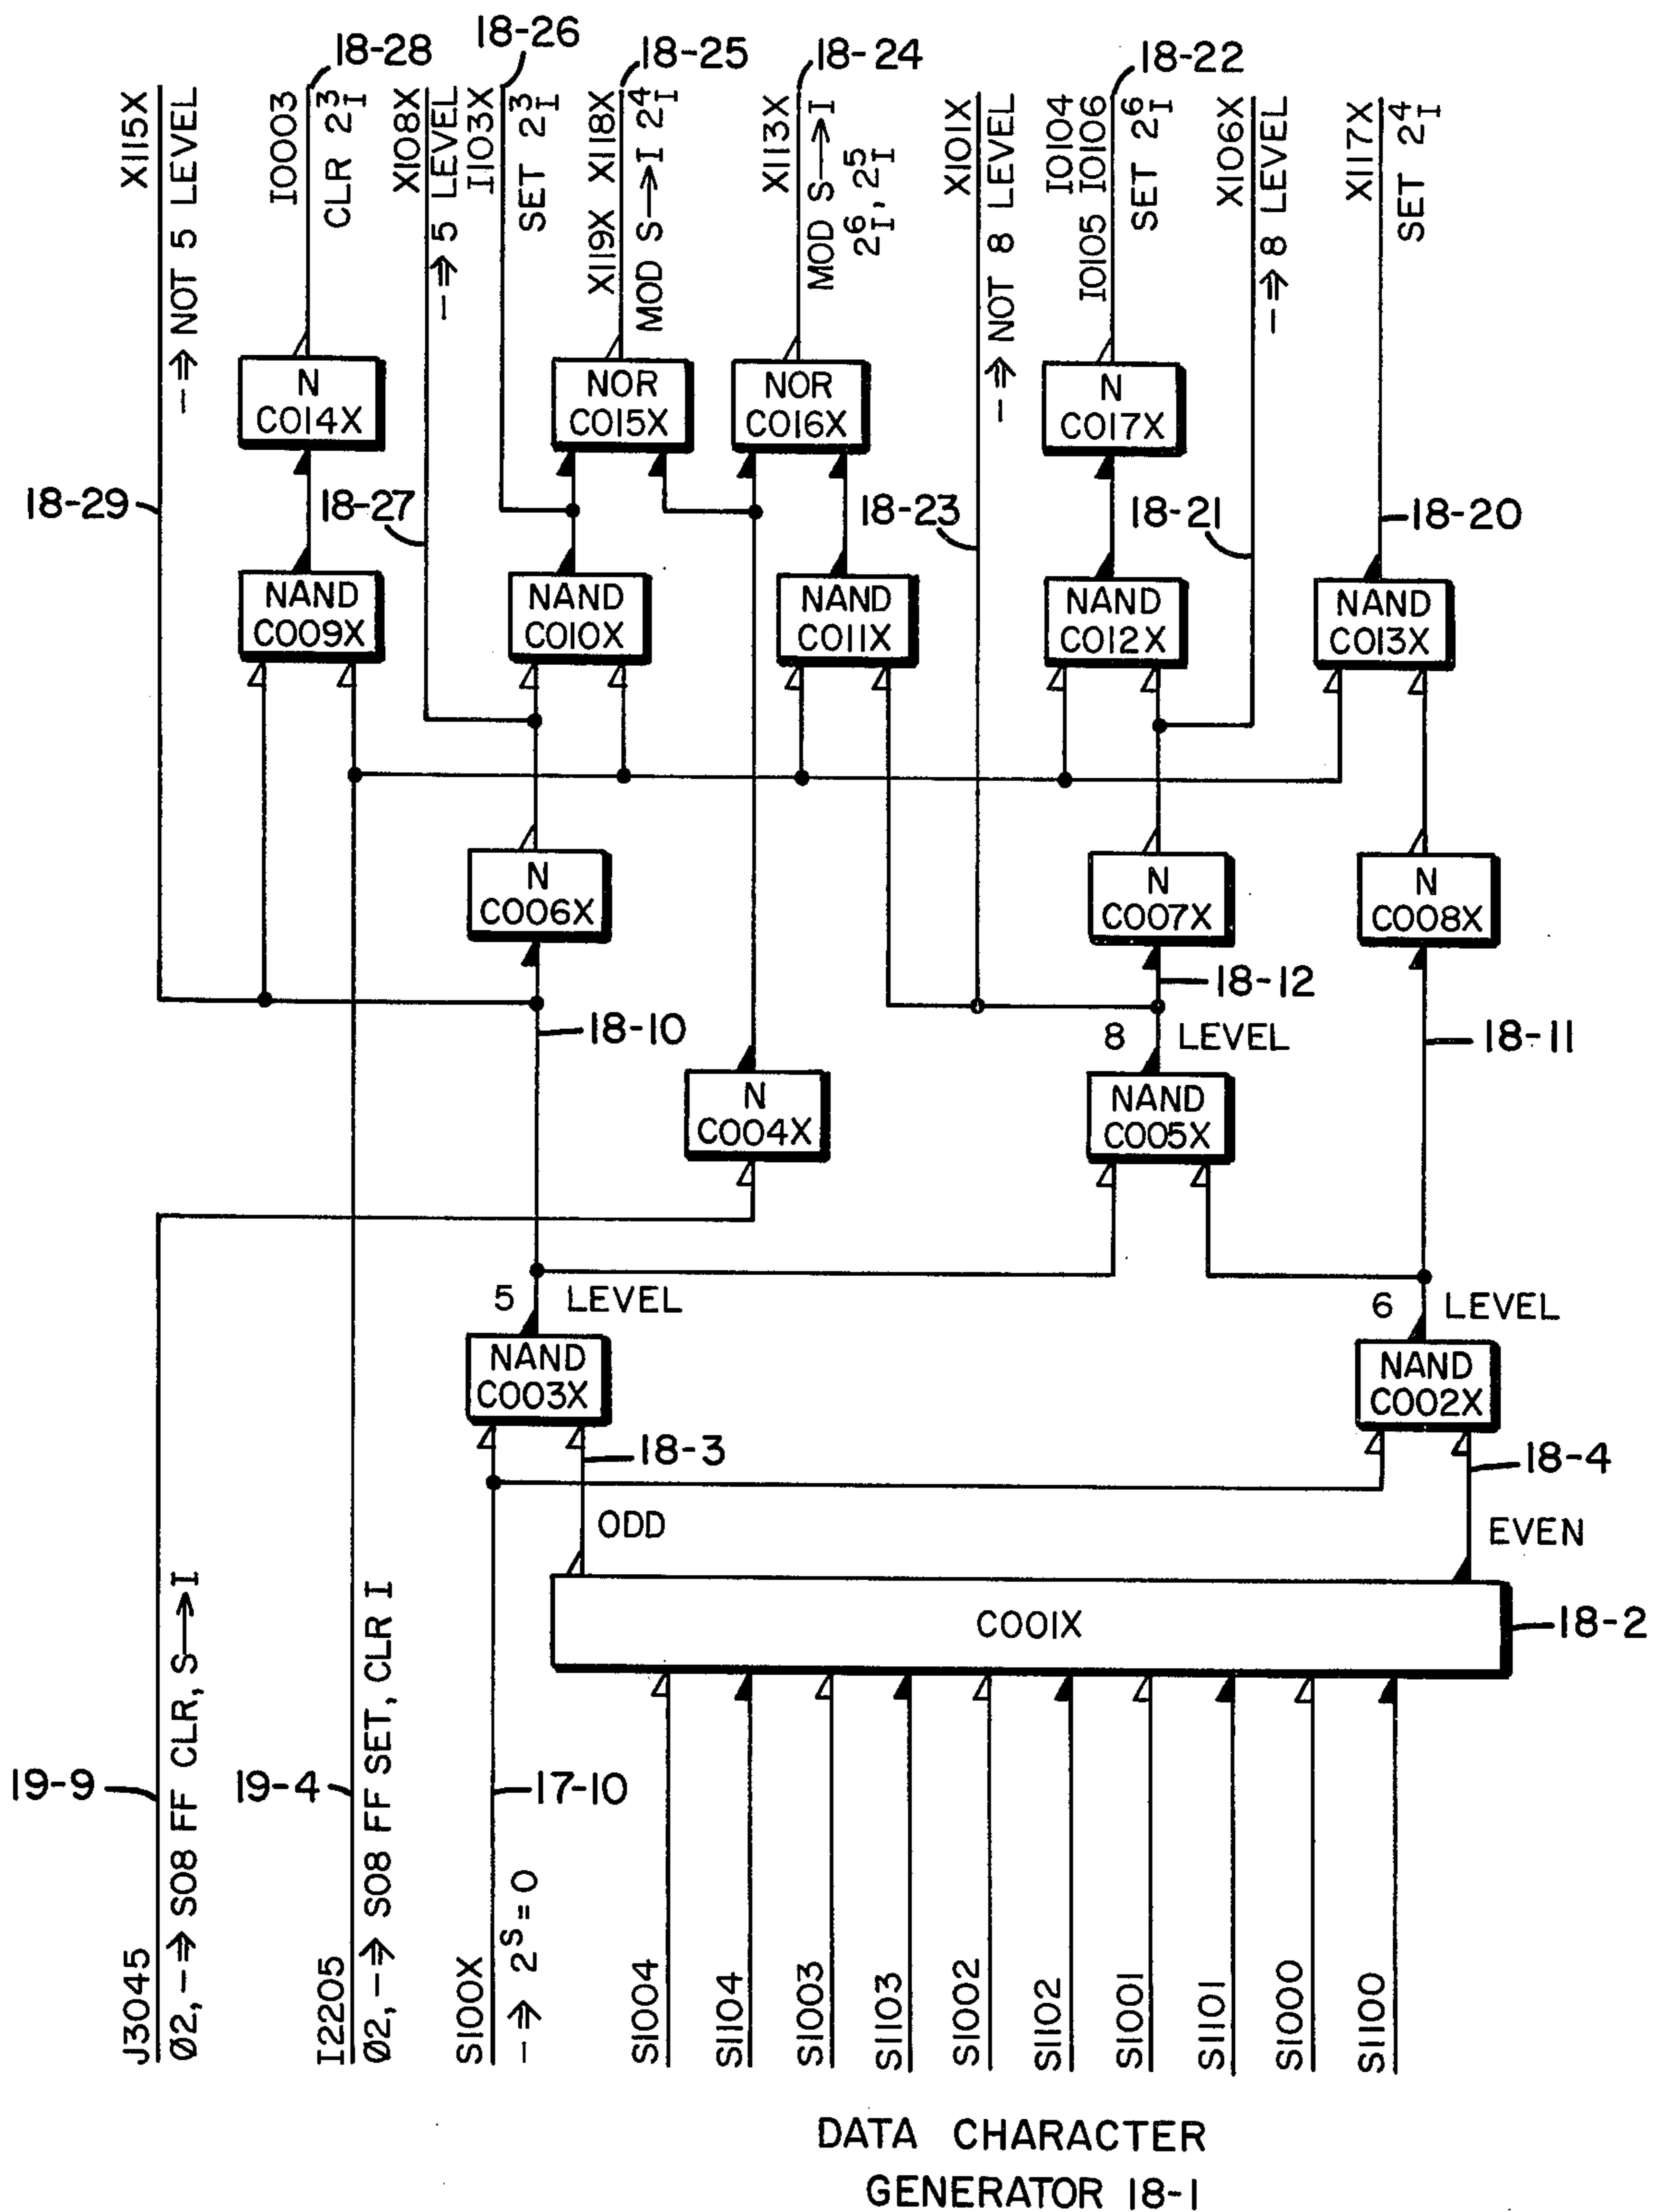 18-28
18-26
18-25
18-24
18-22
X115X
NOT 5 LEVEL
I0003
CLR 2³I
X108X
5 LEVEL
I103X
SET 2³I
X119X X118X
MOD S→I 2⁴I
X113X
MOD S→I
2⁶I, 2⁵I
X101X
NOT 8 LEVEL
I0104
I0105 I0106
SET 2⁶I
X106X
8 LEVEL
X117X
SET 2⁴I
N
C014X
NOR
C015X
NOR
C016X
N
C017X
18-29
18-27
18-23
18-21
18-20
NAND
C009X
NAND
C010X
NAND
C011X
NAND
C012X
NAND
C013X
N
C006X
N
C007X
N
C008X
18-12
18-10
18-11
8 LEVEL
N
C004X
NAND
C005X
5 LEVEL
6 LEVEL
NAND
C003X
NAND
C002X
18-3
18-4
ODD
EVEN
C001X
18-2
19-9
19-4
17-10
J3045
Ø2, -⇒ S08 FF CLR, S→I
I2205
Ø2, -⇒ S08 FF SET, CLR I
S100X
-⇒ 2ˢ=0
S1004
S1104
S1003
S1103
S1002
S1102
S1001
S1101
S1000
S1100
DATA CHARACTER
GENERATOR 18-1